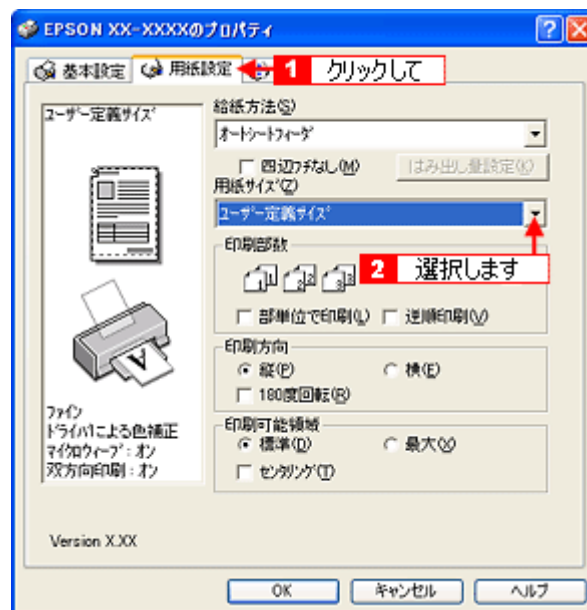 EPSON XX-XXXXのプロパティ
基本設定 用紙設定 1 クリックして
ユーザー定義サイズ
給紙方法(S)
オートシートフィーダ
四辺フチなし(M) はみ出し量設定(K)
用紙サイズ(Z)
ユーザー定義サイズ
2 選択します
印刷部数
部単位で印刷(L) 逆順印刷(V)
印刷方向
縦(P) 横(E)
180度回転(R)
印刷可能領域
標準(D) 最大(X)
センタリング(T)
ファイン
ドライバによる色補正
マイクロウィーブ:オン
双方向印刷:オン
Version X.XX
OK キャンセル ヘルプ